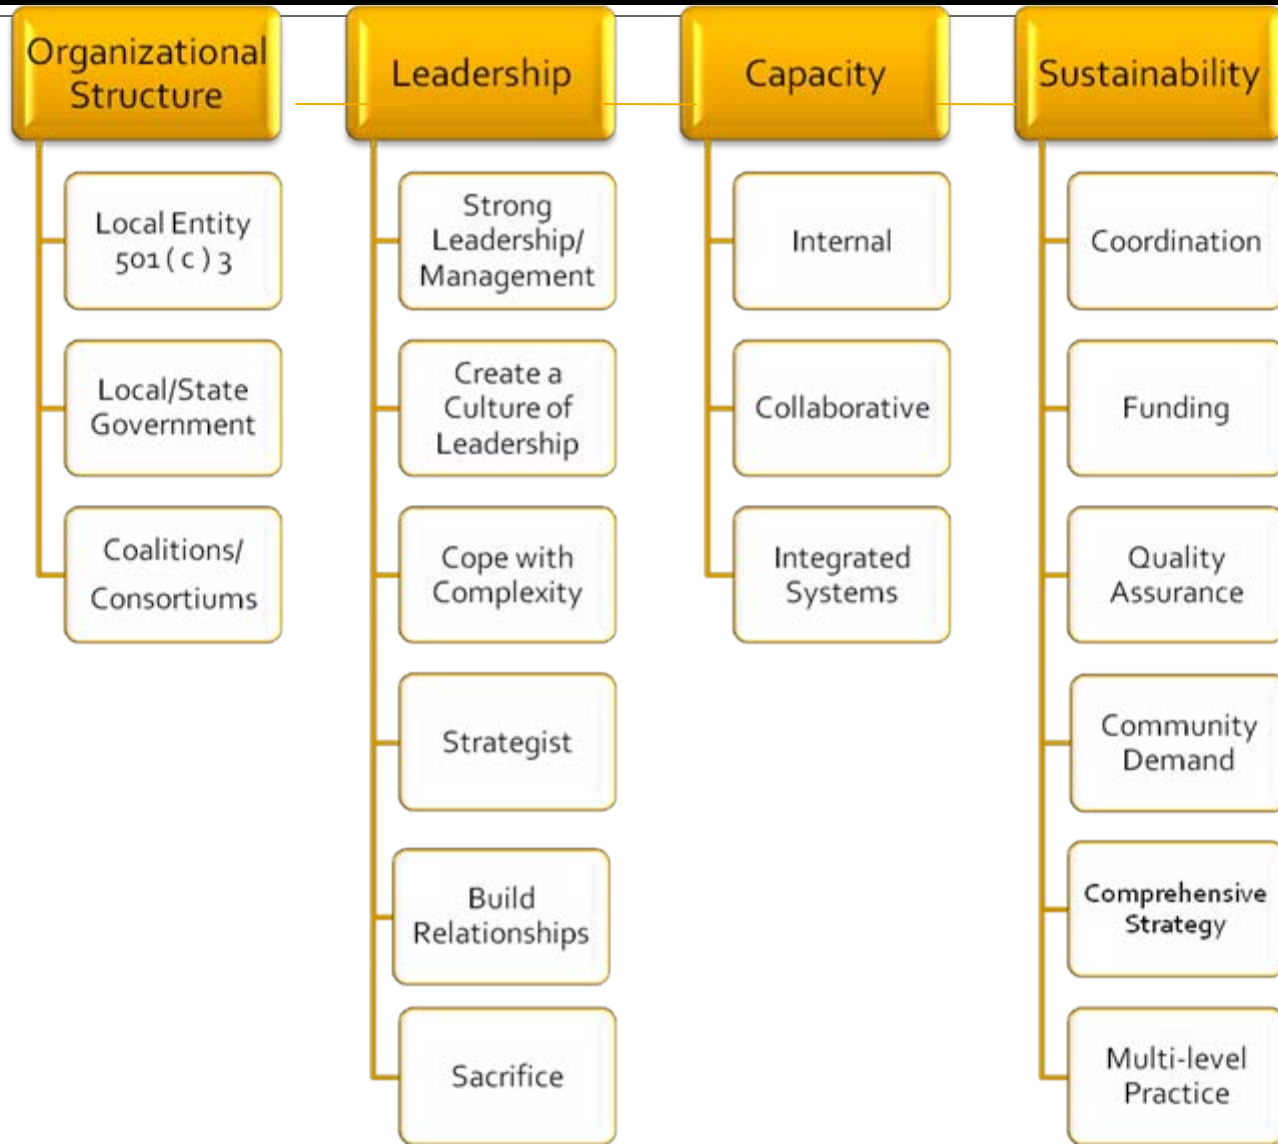 Organizational
Structure
Local Entity
501 ( c ) 3
Local/State
Government
Coalitions/
Consortiums
Leadership
Strong
Leadership/
Management
Create a
Culture of
Leadership
Cope with
Complexity
Strategist
Build
Relationships
Sacrifice
Capacity
Internal
Collaborative
Integrated
Systems
Sustainability
Coordination
Funding
Quality
Assurance
Community
Demand
Comprehensive
Strategy
Multi-level
Practice